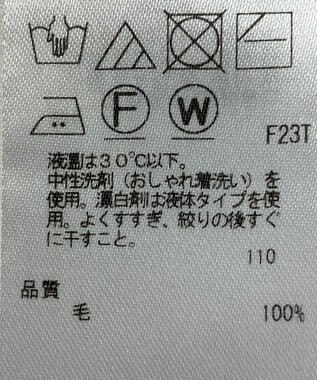 F W
F23T
液温は30℃以下。
中性洗剤（おしゃれ着洗い）を
使用。漂白剤は液体タイプを使
用。よくすすぎ、絞りの後すぐ
に干すこと。
110
品質
毛 100%